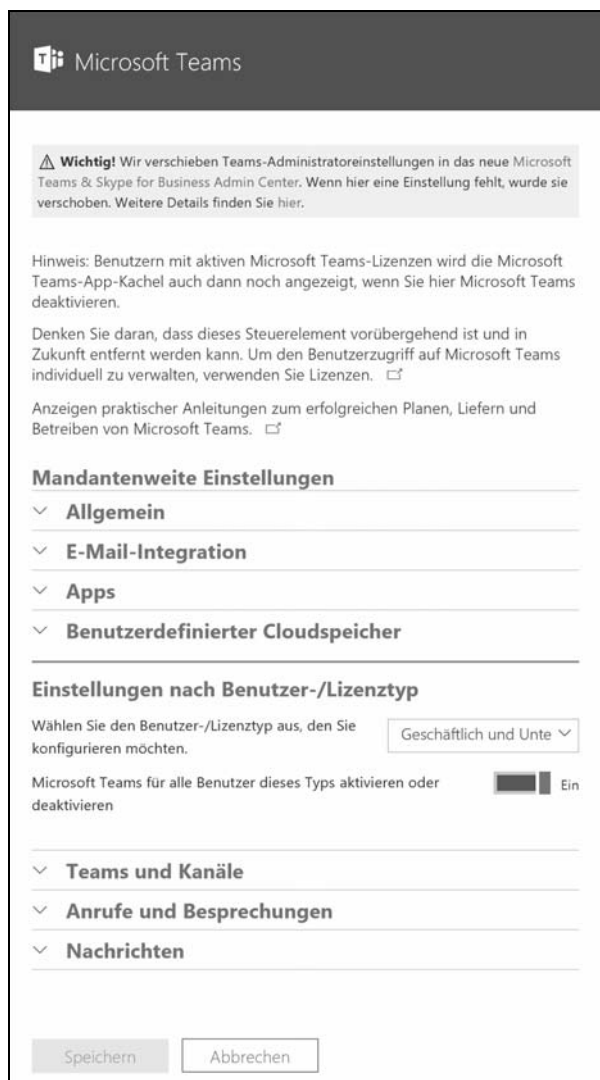 Microsoft Teams
Wichtig! Wir verschieben Teams-Administratoreinstellungen in das neue Microsoft
Teams & Skype for Business Admin Center. Wenn hier eine Einstellung fehlt, wurde sie
verschoben. Weitere Details finden Sie hier.
Hinweis: Benutzern mit aktiven Microsoft Teams-Lizenzen wird die Microsoft
Teams-App-Kachel auch dann noch angezeigt, wenn Sie hier Microsoft Teams
deaktivieren.
Denken Sie daran, dass dieses Steuerelement vorübergehend ist und in
Zukunft entfernt werden kann. Um den Benutzerzugriff auf Microsoft Teams
individuell zu verwalten, verwenden Sie Lizenzen.
Anzeigen praktischer Anleitungen zum erfolgreichen Planen, Liefern und
Betreiben von Microsoft Teams.
Mandantenweite Einstellungen
Allgemein
E-Mail-Integration
Apps
Benutzerdefinierter Cloudspeicher
Einstellungen nach Benutzer-/Lizenztyp
Wählen Sie den Benutzer-/Lizenztyp aus, den Sie
konfigurieren möchten.
Geschäftlich und Unte
Microsoft Teams für alle Benutzer dieses Typs aktivieren oder
deaktivieren
Ein
Teams und Kanäle
Anrufe und Besprechungen
Nachrichten
Speichern
Abbrechen